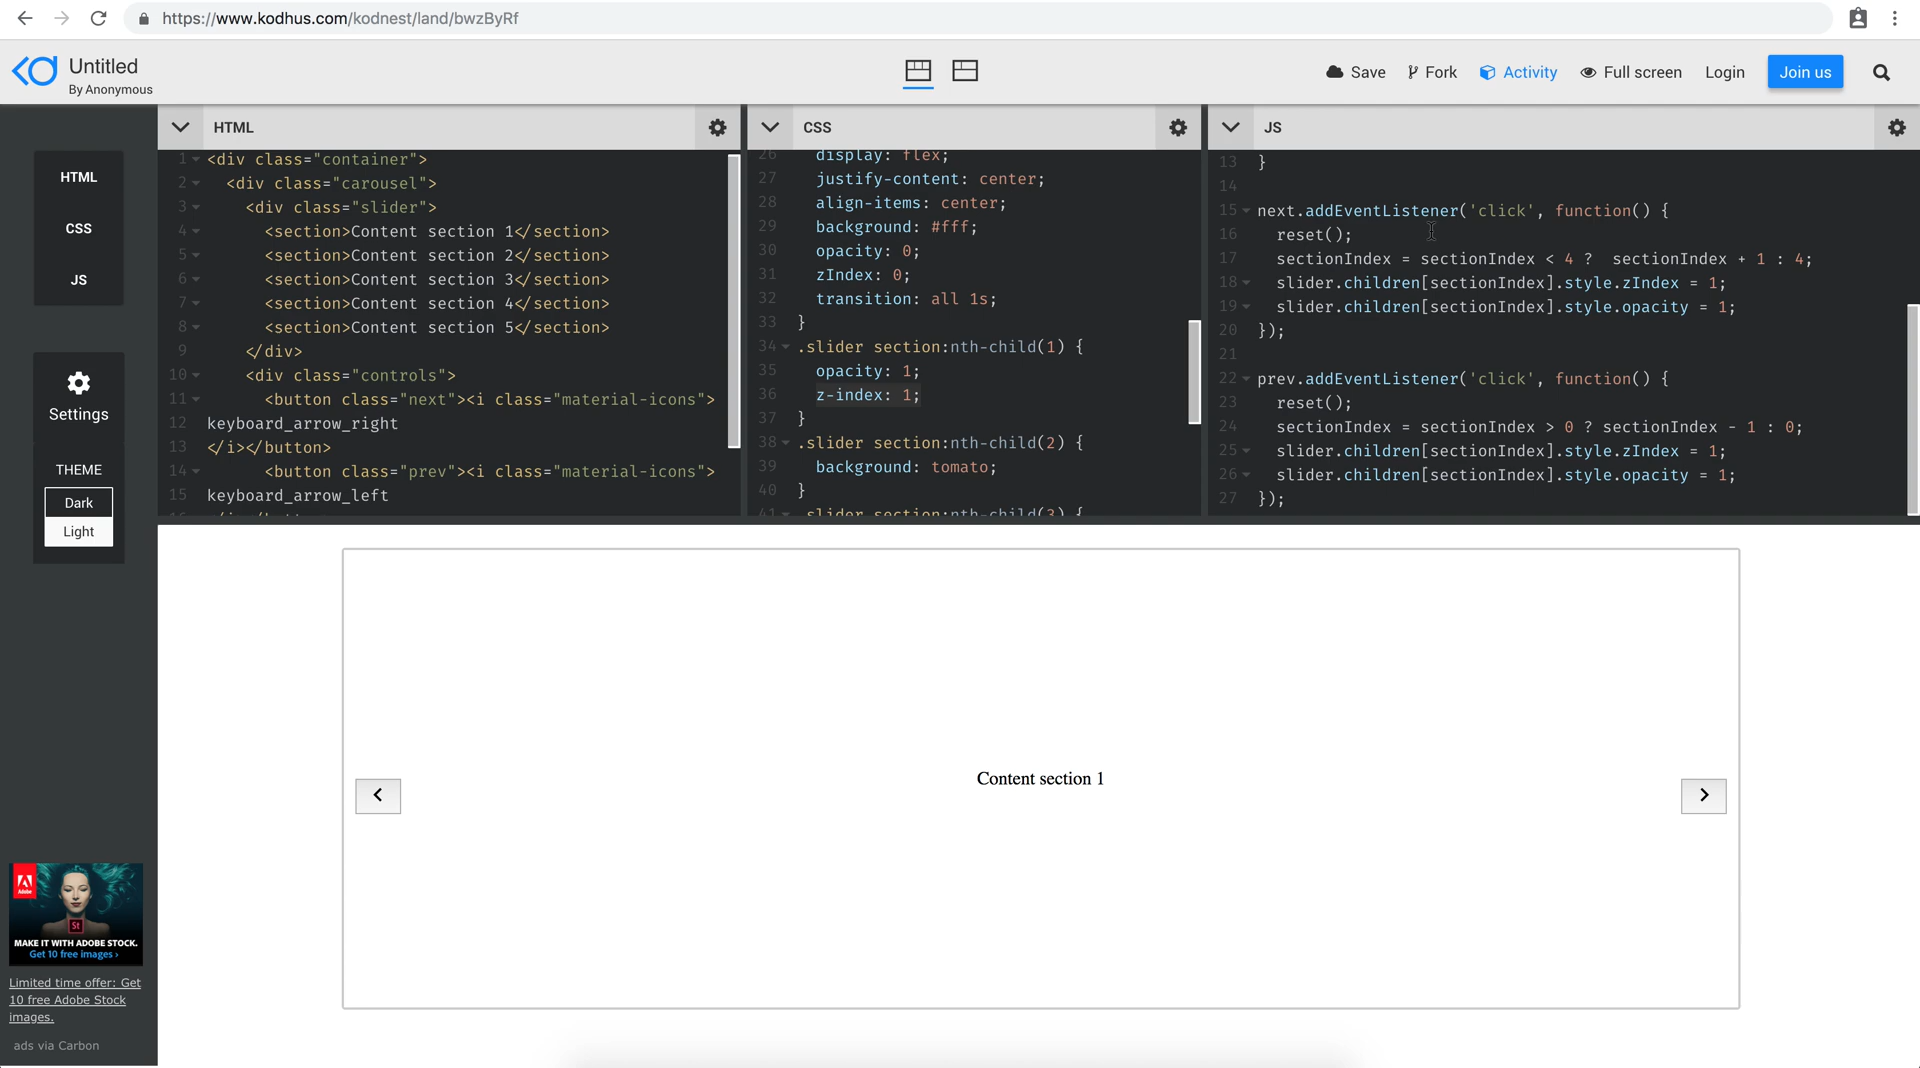 https://www.kodhus.com/kodnest/land/bwzByRf
Untitled
By Anonymous
Save
Fork
Activity
Full screen
Login
Join us
HTML
CSS
JS
Settings
THEME
Dark
Light
HTML
1 <div class="container">
2 <div class="carousel">
3 <div class="slider">
4 <section>Content section 1</section>
5 <section>Content section 2</section>
6 <section>Content section 3</section>
7 <section>Content section 4</section>
8 <section>Content section 5</section>
9 </div>
10 <div class="controls">
11 <button class="next"><i class="material-icons">
12 keyboard_arrow_right
13 </i></button>
14 <button class="prev"><i class="material-icons">
15 keyboard_arrow_left
CSS
26 display: flex;
27 justify-content: center;
28 align-items: center;
29 background: #fff;
30 opacity: 0;
31 zIndex: 0;
32 transition: all 1s;
33 }
34 .slider section:nth-child(1) {
35 opacity: 1;
36 z-index: 1;
37 }
38 .slider section:nth-child(2) {
39 background: tomato;
40 }
41 .slider section:nth-child(3) {
JS
13 }
14
15 next.addEventListener('click', function() {
16 reset();
17 sectionIndex = sectionIndex < 4 ?  sectionIndex + 1 : 4;
18 slider.children[sectionIndex].style.zIndex = 1;
19 slider.children[sectionIndex].style.opacity = 1;
20 });
21
22 prev.addEventListener('click', function() {
23 reset();
24 sectionIndex = sectionIndex > 0 ? sectionIndex - 1 : 0;
25 slider.children[sectionIndex].style.zIndex = 1;
26 slider.children[sectionIndex].style.opacity = 1;
27 });
Content section 1
Adobe
St
MAKE IT WITH ADOBE STOCK.
Get 10 free images ›
Limited time offer: Get
10 free Adobe Stock
images.
ads via Carbon